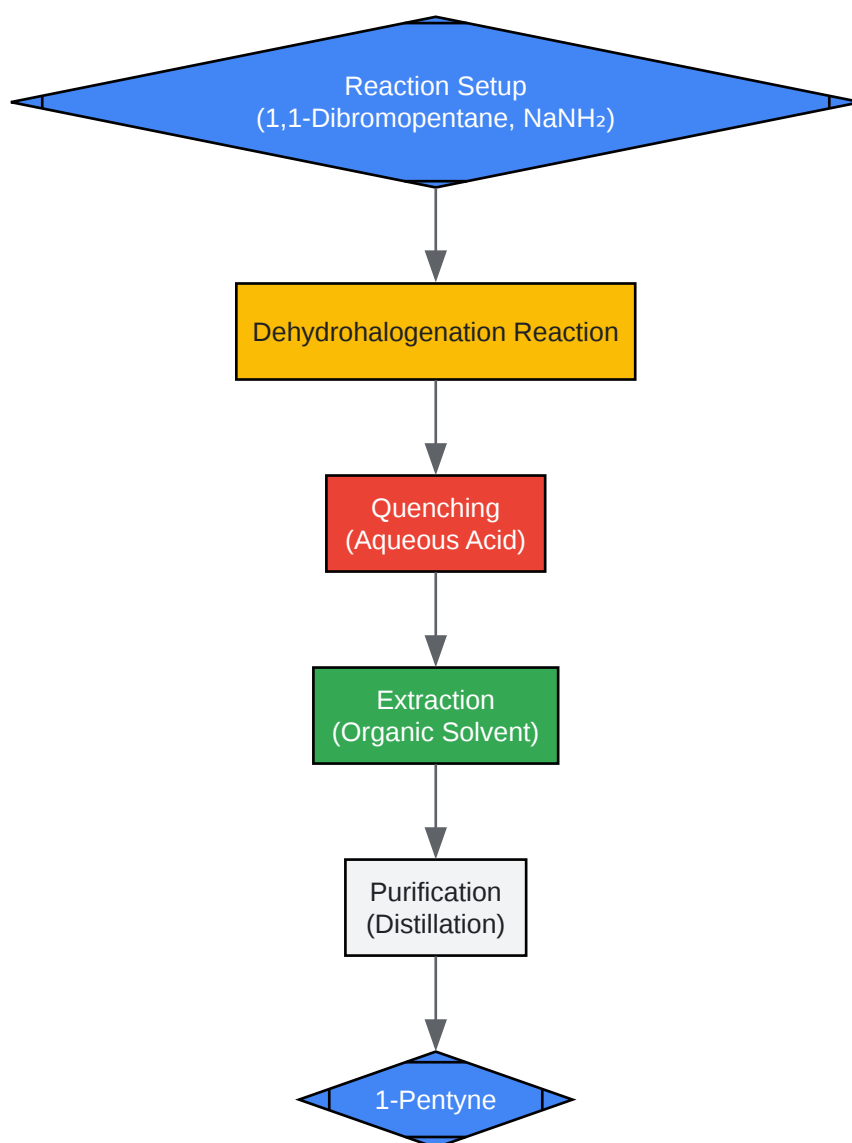 Reaction Setup
(1,1-Dibromopentane, NaNH₂)
Dehydrohalogenation Reaction
Quenching
(Aqueous Acid)
Extraction
(Organic Solvent)
Purification
(Distillation)
1-Pentyne